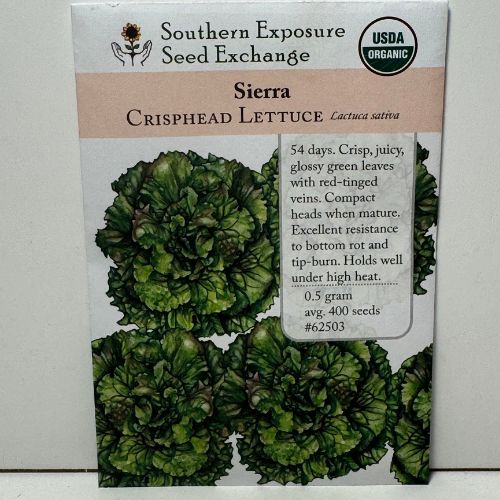 Southern Exposure
Seed Exchange
USDA
ORGANIC
Sierra
CRISPHEAD LETTUCE Lactuca sativa
54 days. Crisp, juicy,
glossy green leaves
with red-tinged
veins. Compact
heads when mature.
Excellent resistance
to bottom rot and
tip-burn. Holds well
under high heat.
0.5 gram
avg. 400 seeds
#62503